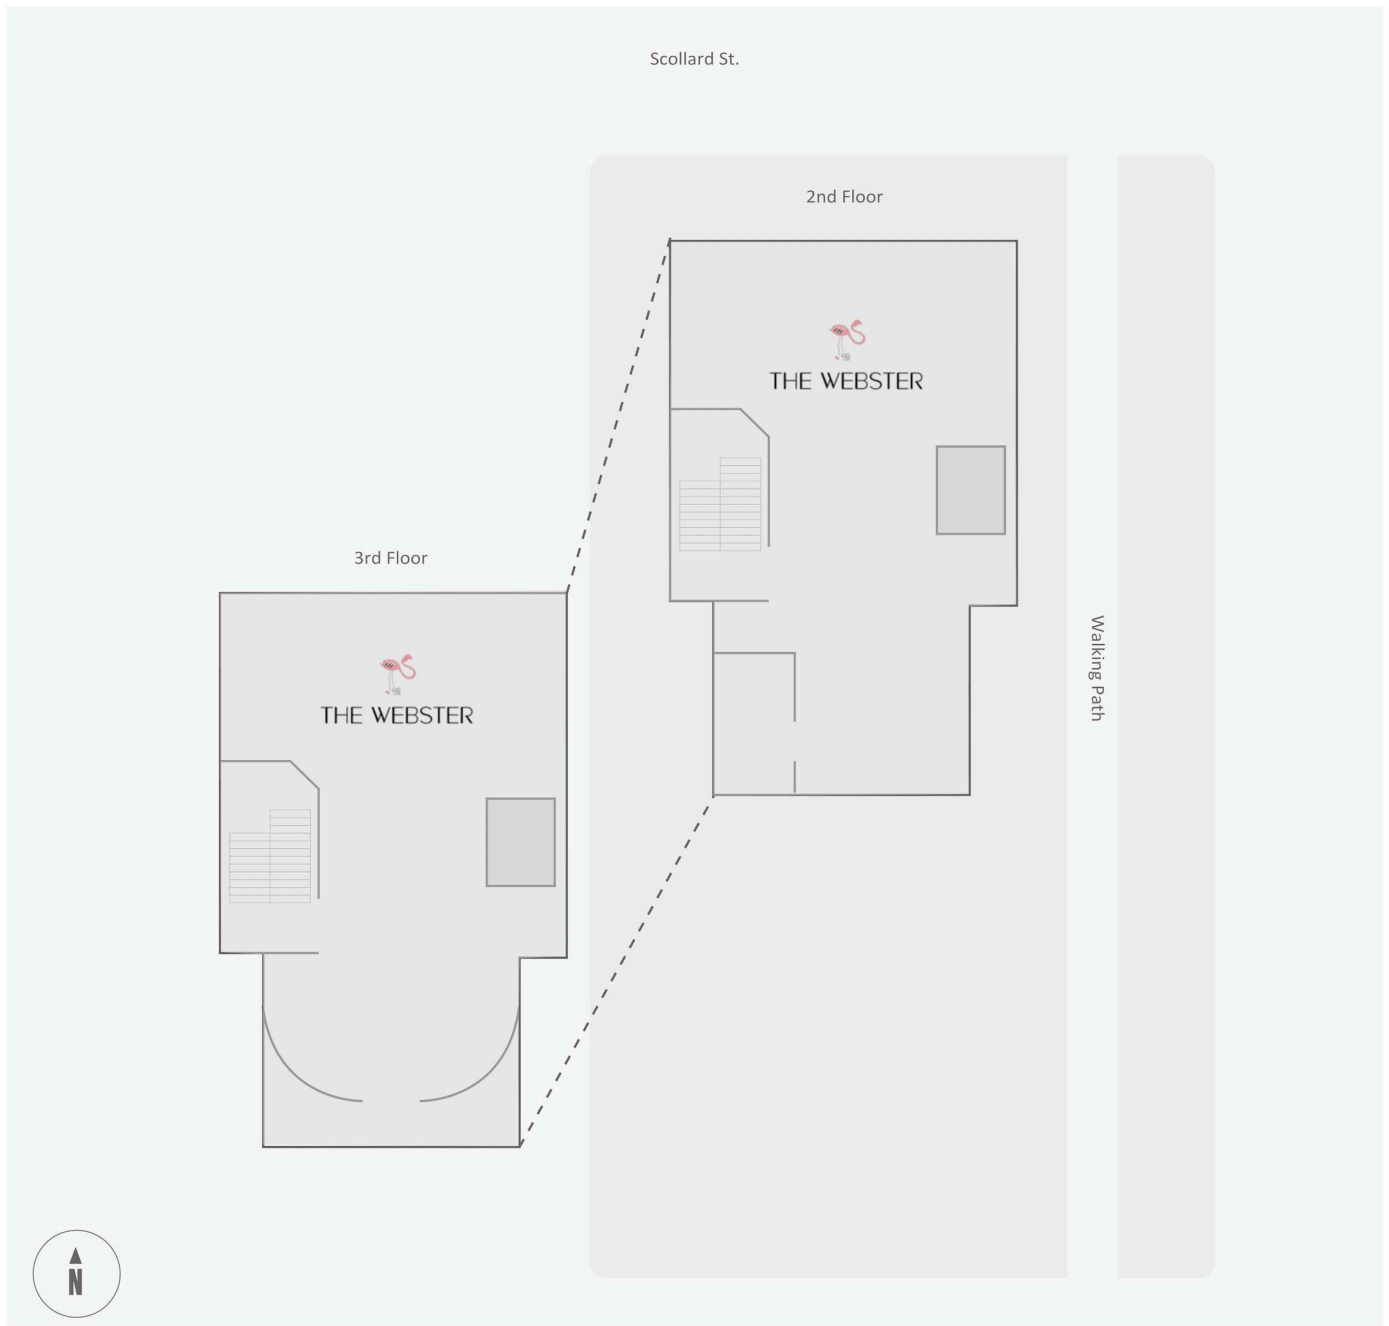 Scollard St.
2nd Floor
THE WEBSTER
3rd Floor
THE WEBSTER
Walking Path
N